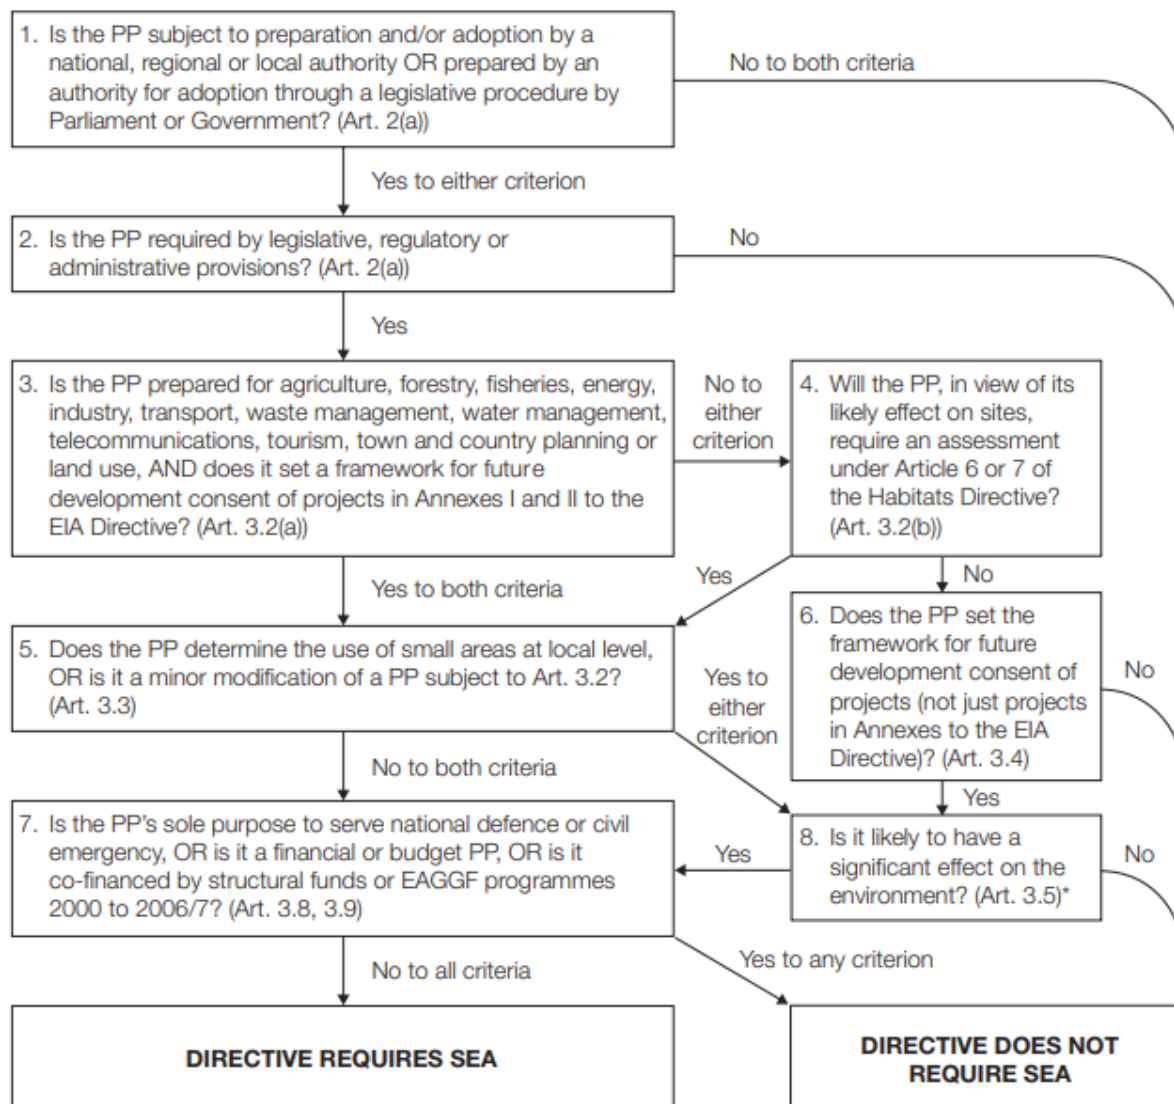 1. Is the PP subject to preparation and/or adoption by a
national, regional or local authority OR prepared by an
authority for adoption through a legislative procedure by
Parliament or Government? (Art. 2(a))
No to both criteria
Yes to either criterion
2. Is the PP required by legislative, regulatory or
administrative provisions? (Art. 2(a))
No
Yes
3. Is the PP prepared for agriculture, forestry, fisheries, energy,
industry, transport, waste management, water management,
telecommunications, tourism, town and country planning or
land use, AND does it set a framework for future
development consent of projects in Annexes I and II to the
EIA Directive? (Art. 3.2(a))
No to
either
criterion
4. Will the PP, in view of its
likely effect on sites,
require an assessment
under Article 6 or 7 of
the Habitats Directive?
(Art. 3.2(b))
Yes to both criteria
Yes
No
5. Does the PP determine the use of small areas at local level,
OR is it a minor modification of a PP subject to Art. 3.2?
(Art. 3.3)
Yes to
either
criterion
6. Does the PP set the
framework for future
development consent of
projects (not just projects
in Annexes to the EIA
Directive)? (Art. 3.4)
No
No to both criteria
Yes
7. Is the PP's sole purpose to serve national defence or civil
emergency, OR is it a financial or budget PP, OR is it
co-financed by structural funds or EAGGF programmes
2000 to 2006/7? (Art. 3.8, 3.9)
Yes
8. Is it likely to have a
significant effect on the
environment? (Art. 3.5)*
No
No to all criteria
Yes to any criterion
DIRECTIVE REQUIRES SEA
DIRECTIVE DOES NOT
REQUIRE SEA